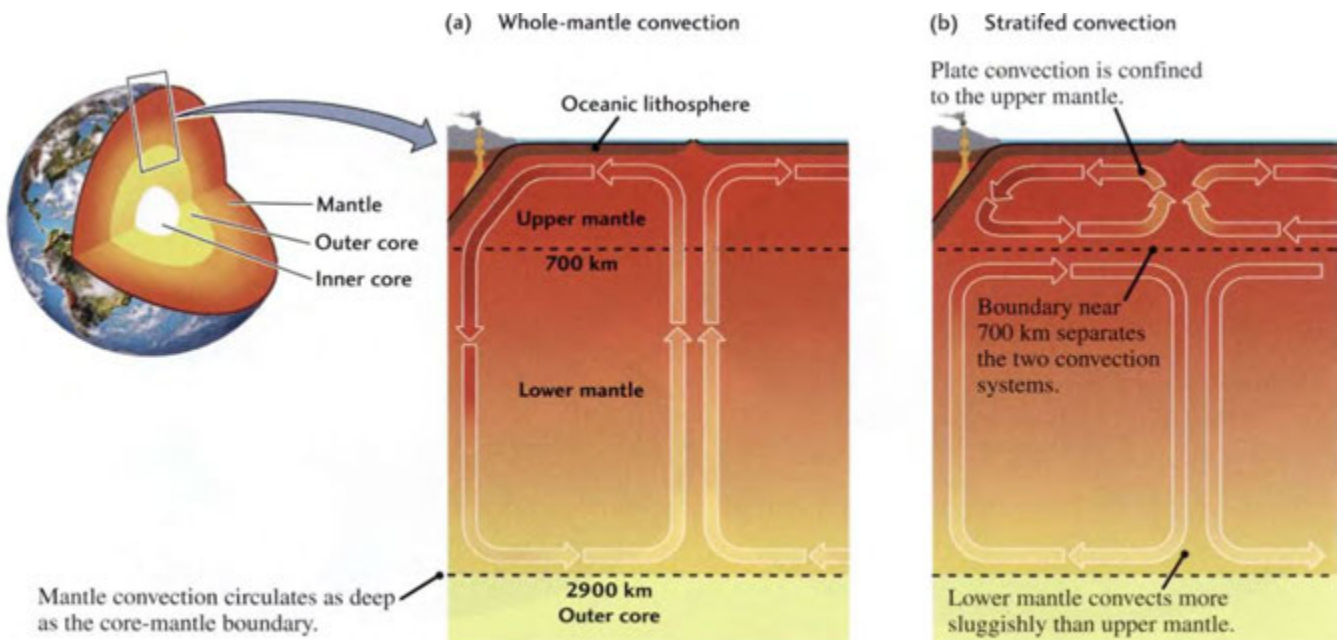 (a) Whole-mantle convection
(b) Stratifed convection
Plate convection is confined
to the upper mantle.
Oceanic lithosphere
Mantle
Outer core
Inner core
Upper mantle
700 km
Lower mantle
Boundary near
700 km separates
the two convection
systems.
Mantle convection circulates as deep
as the core-mantle boundary.
2900 km
Outer core
Lower mantle convects more
sluggishly than upper mantle.